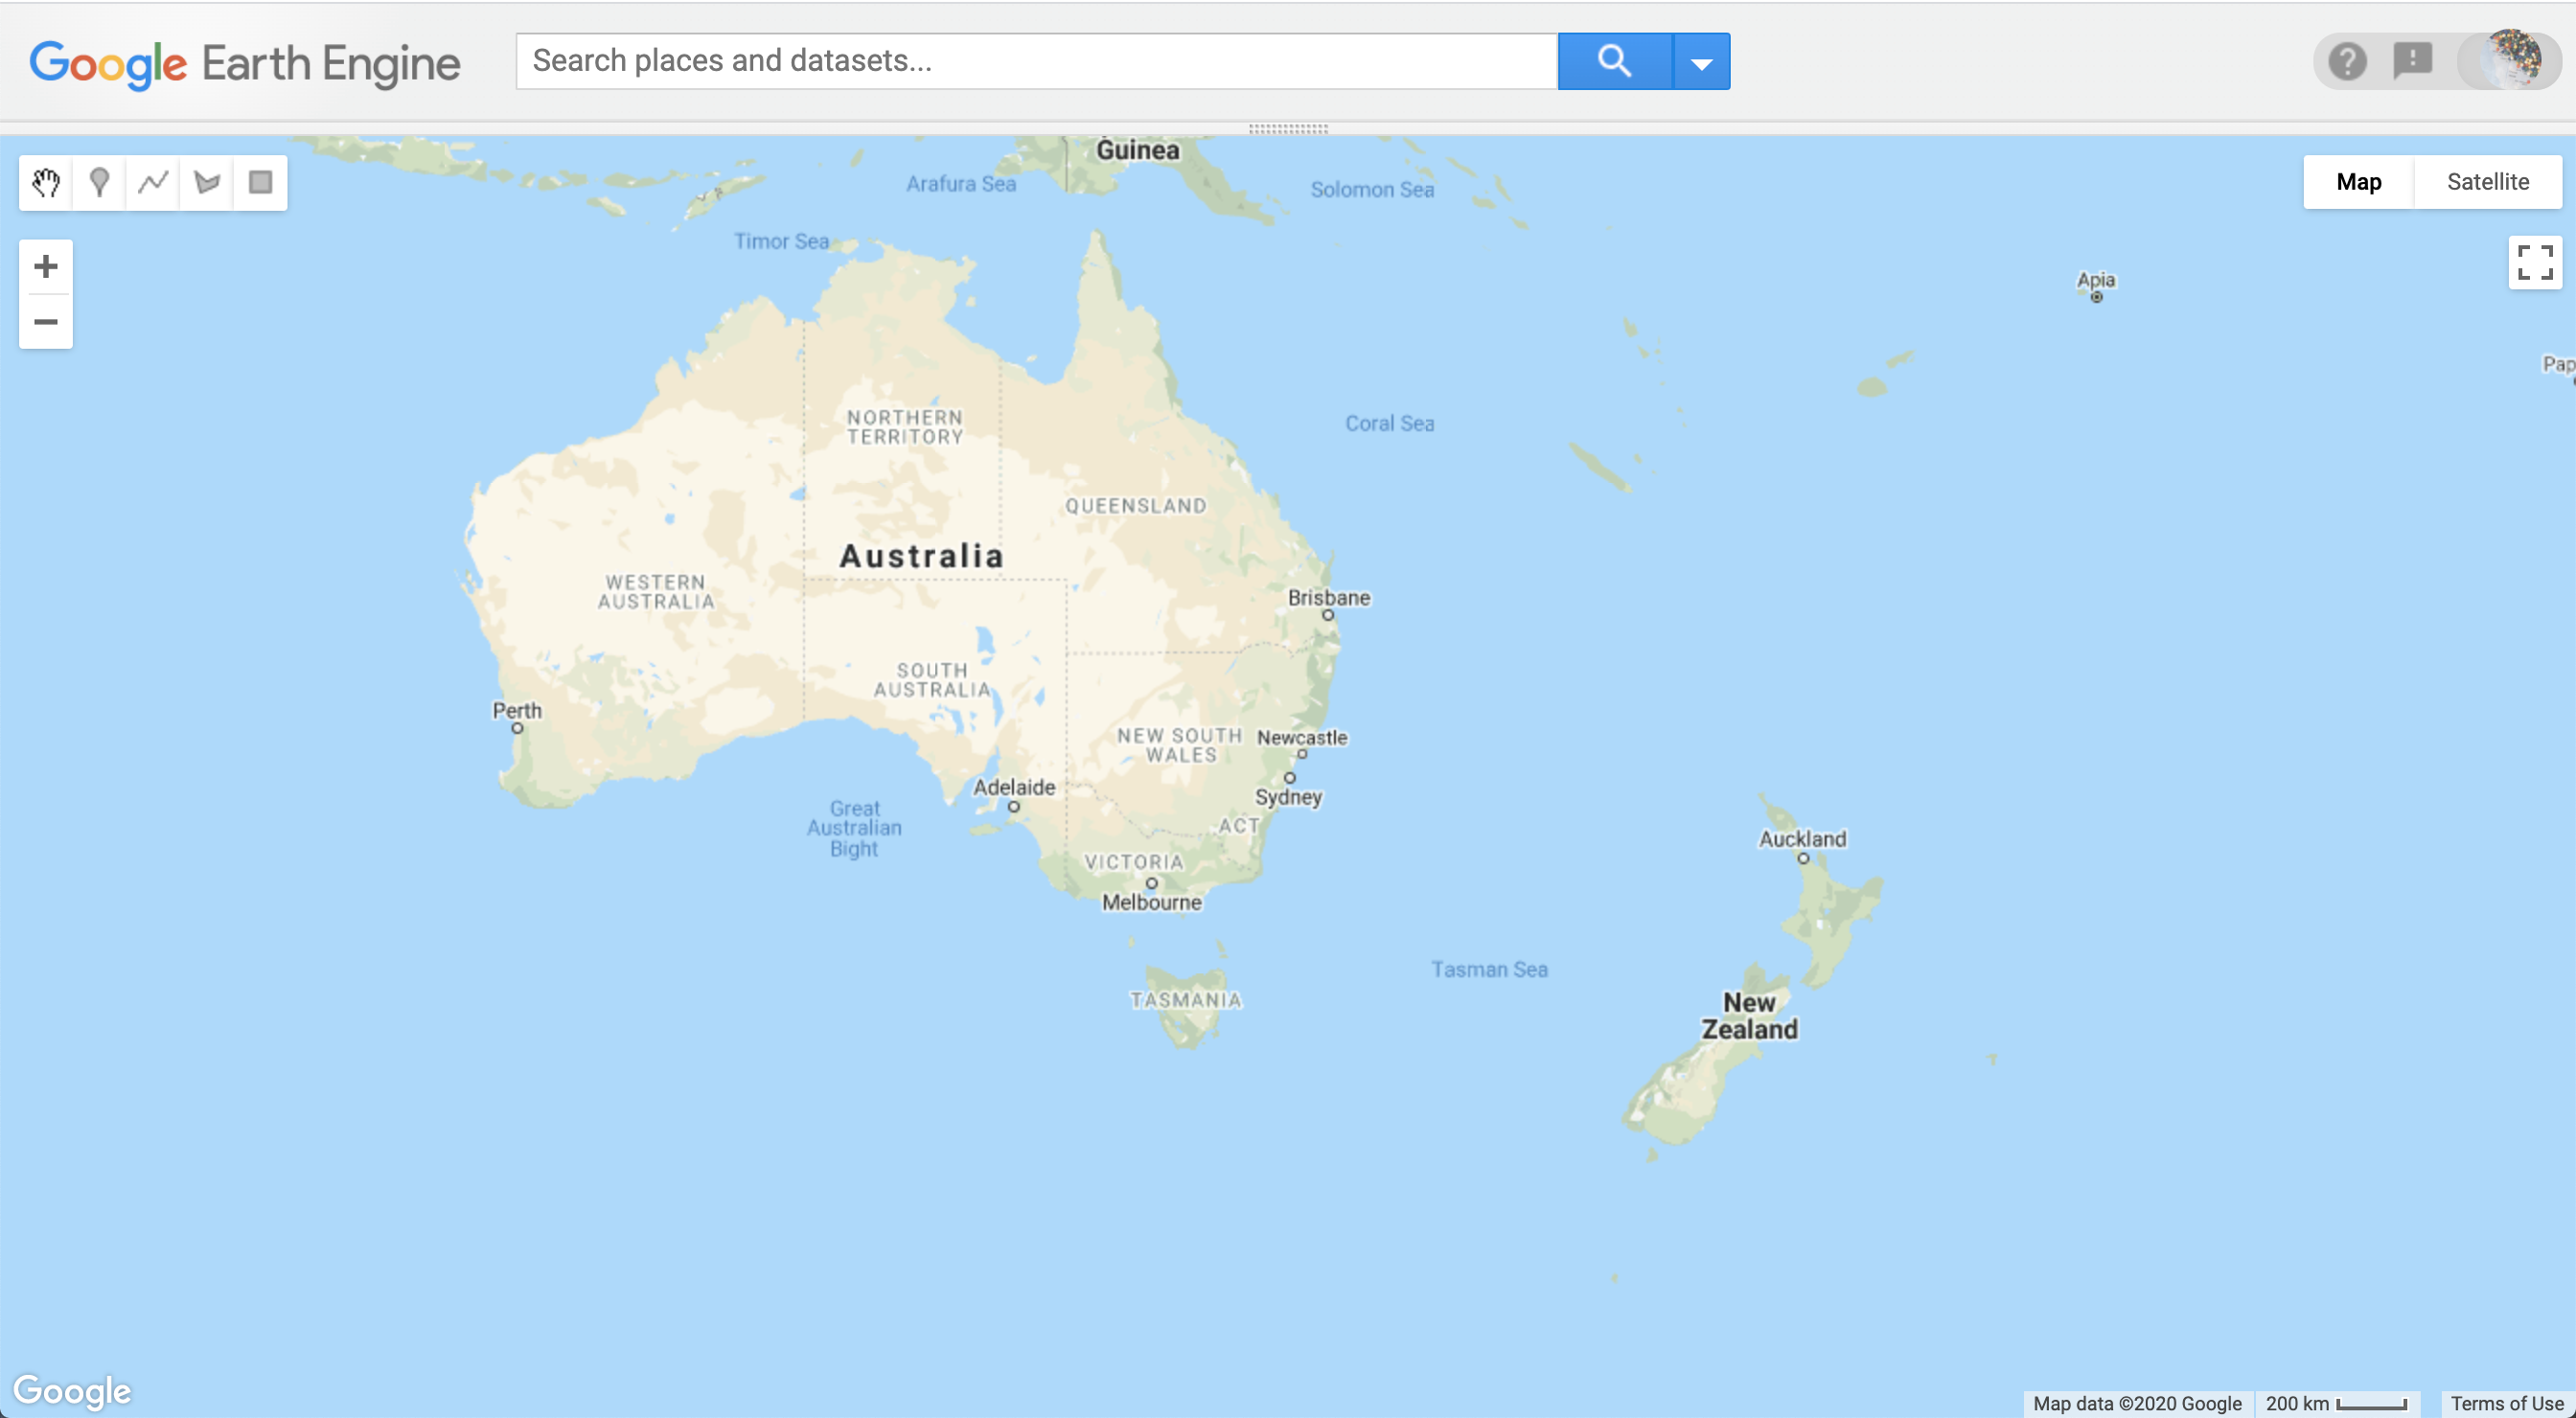 Google Earth Engine
Search places and datasets...
Map
Satellite
Guinea
Arafura Sea
Solomon Sea
Timor Sea
Apia
Pap
Coral Sea
NORTHERN
TERRITORY
QUEENSLAND
Australia
WESTERN
AUSTRALIA
Brisbane
SOUTH
AUSTRALIA
Perth
NEW SOUTH
WALES
Newcastle
Adelaide
Sydney
Great
Australian
Bight
ACT
Auckland
VICTORIA
Melbourne
Tasman Sea
TASMANIA
New
Zealand
Google
Map data ©2020 Google
200 km
Terms of Use